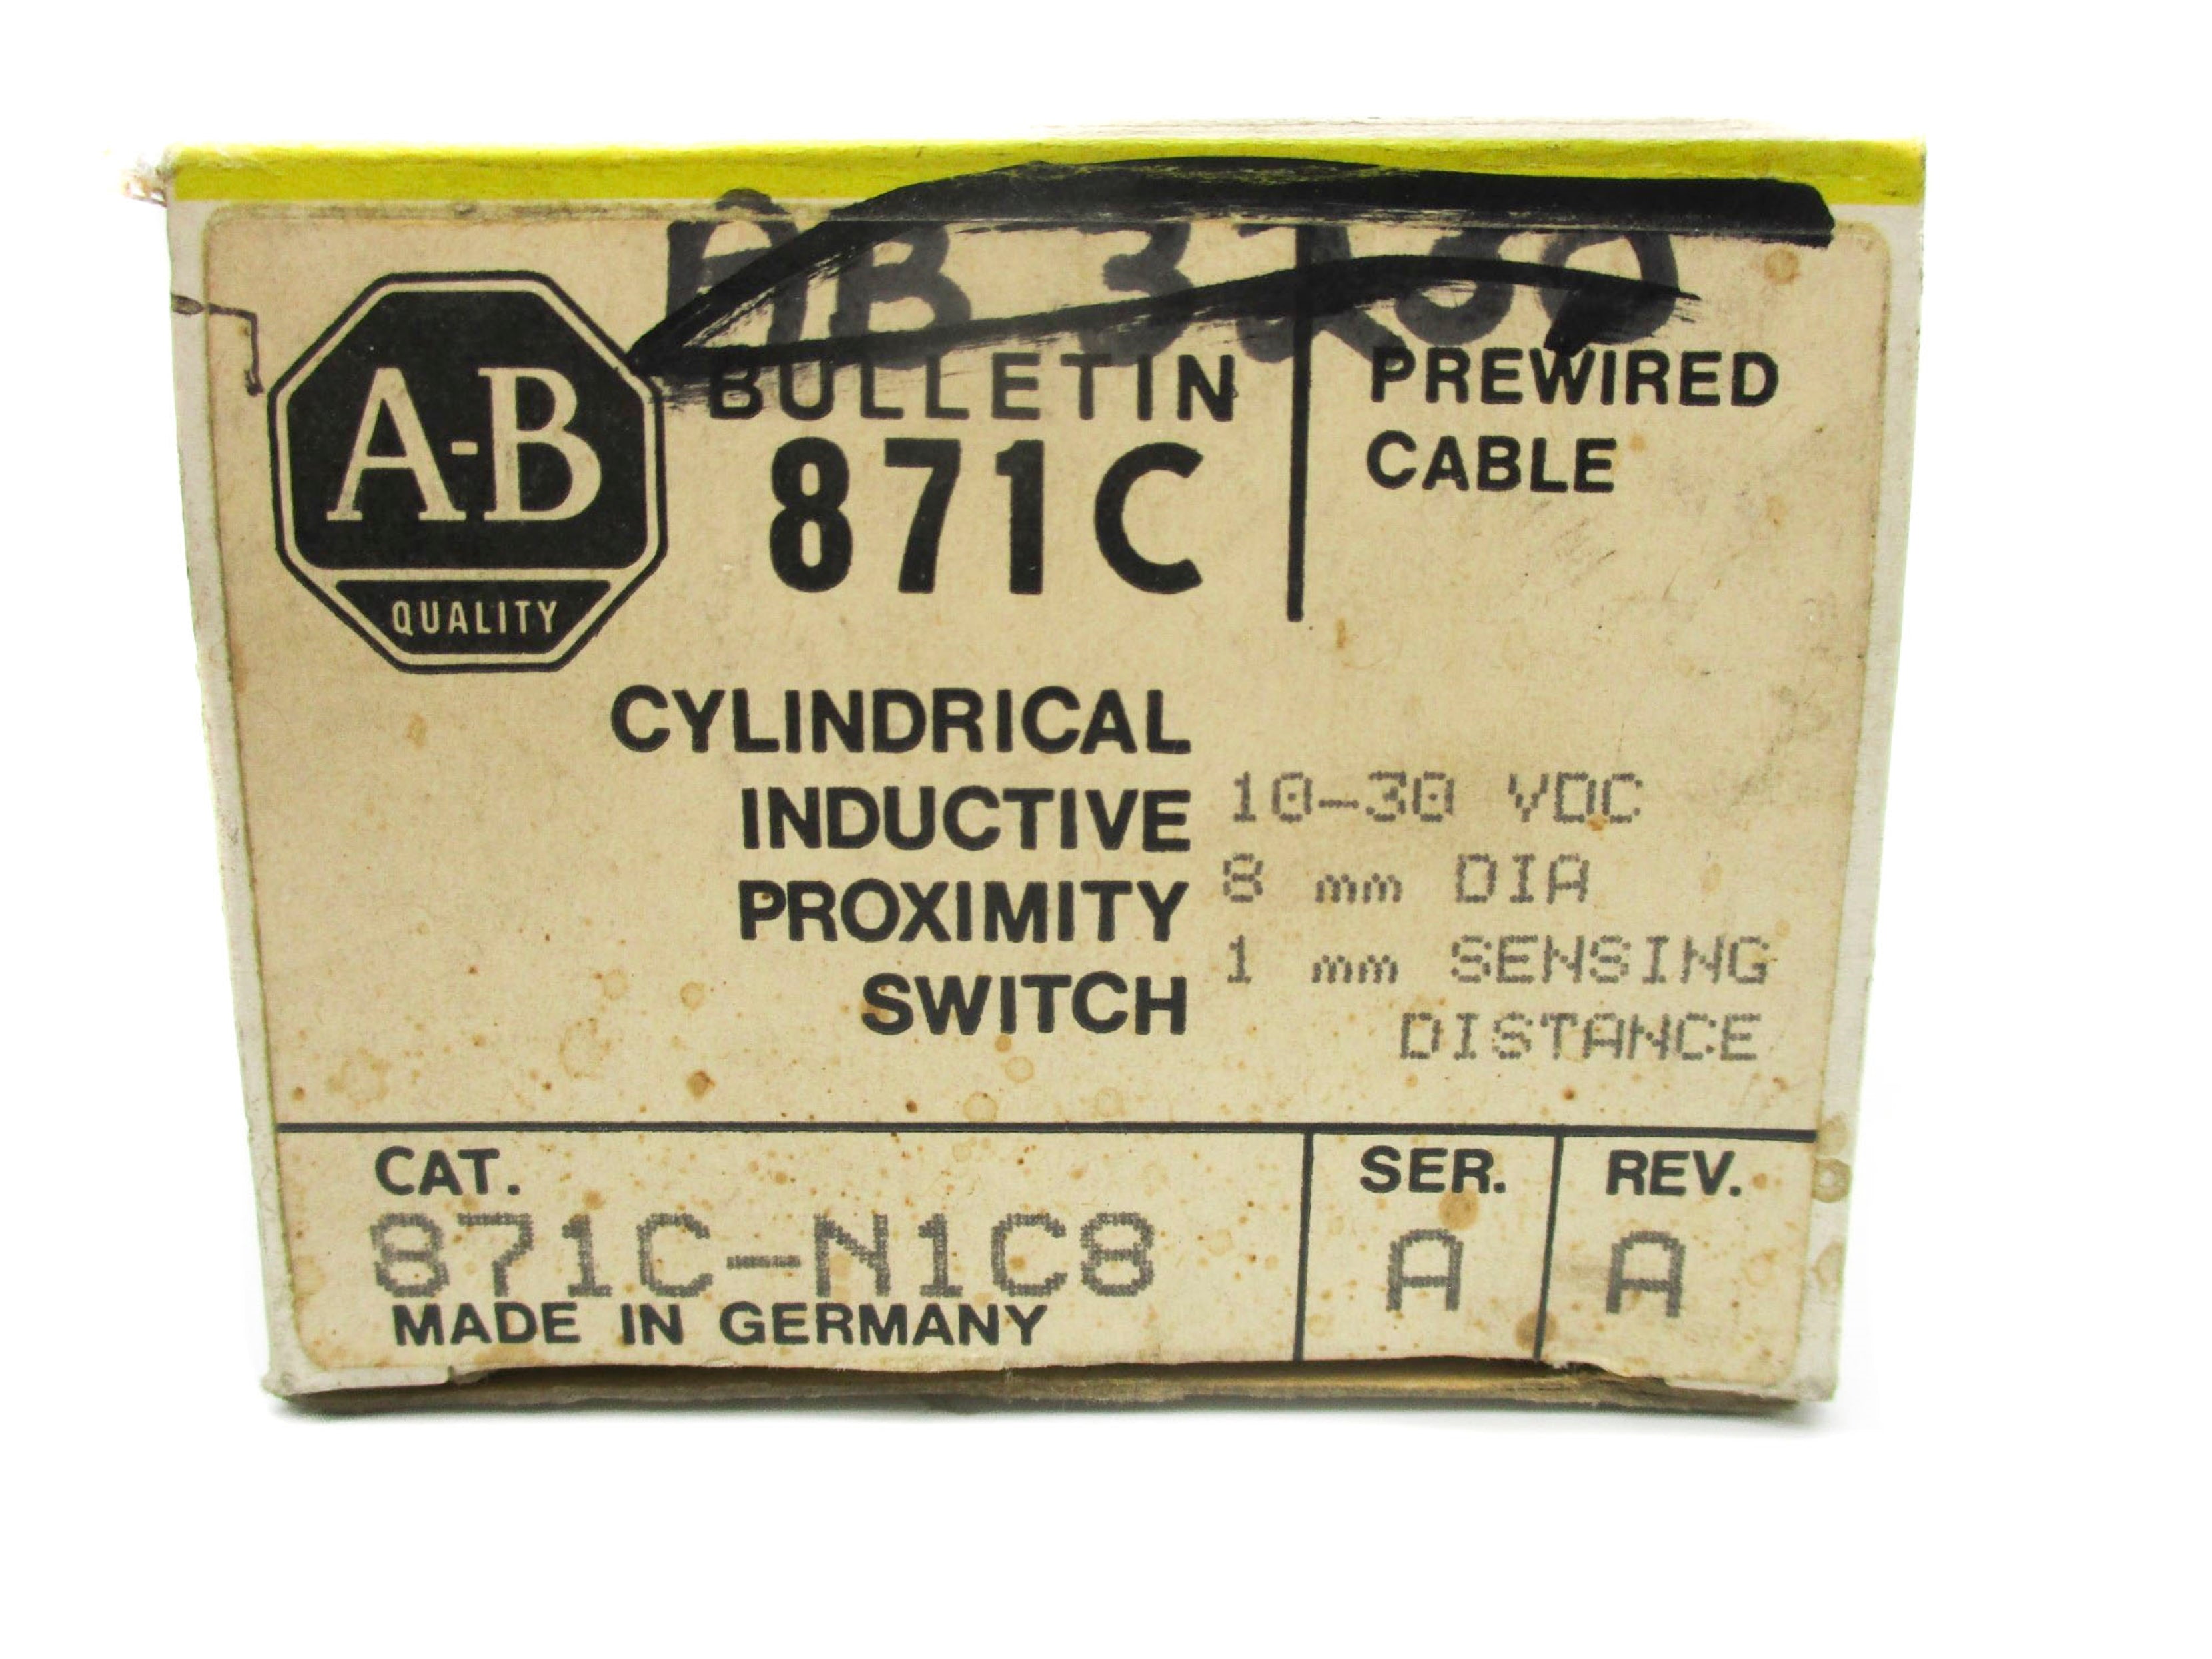 AB
A-B
QUALITY
BULLETIN
871C
PREWIRED
CABLE
CYLINDRICAL
INDUCTIVE
PROXIMITY
SWITCH
10-30 VDC
8 mm DIA
1 mm SENSING
DISTANCE
CAT.
871C-N1C8
MADE IN GERMANY
SER.
A
REV.
A